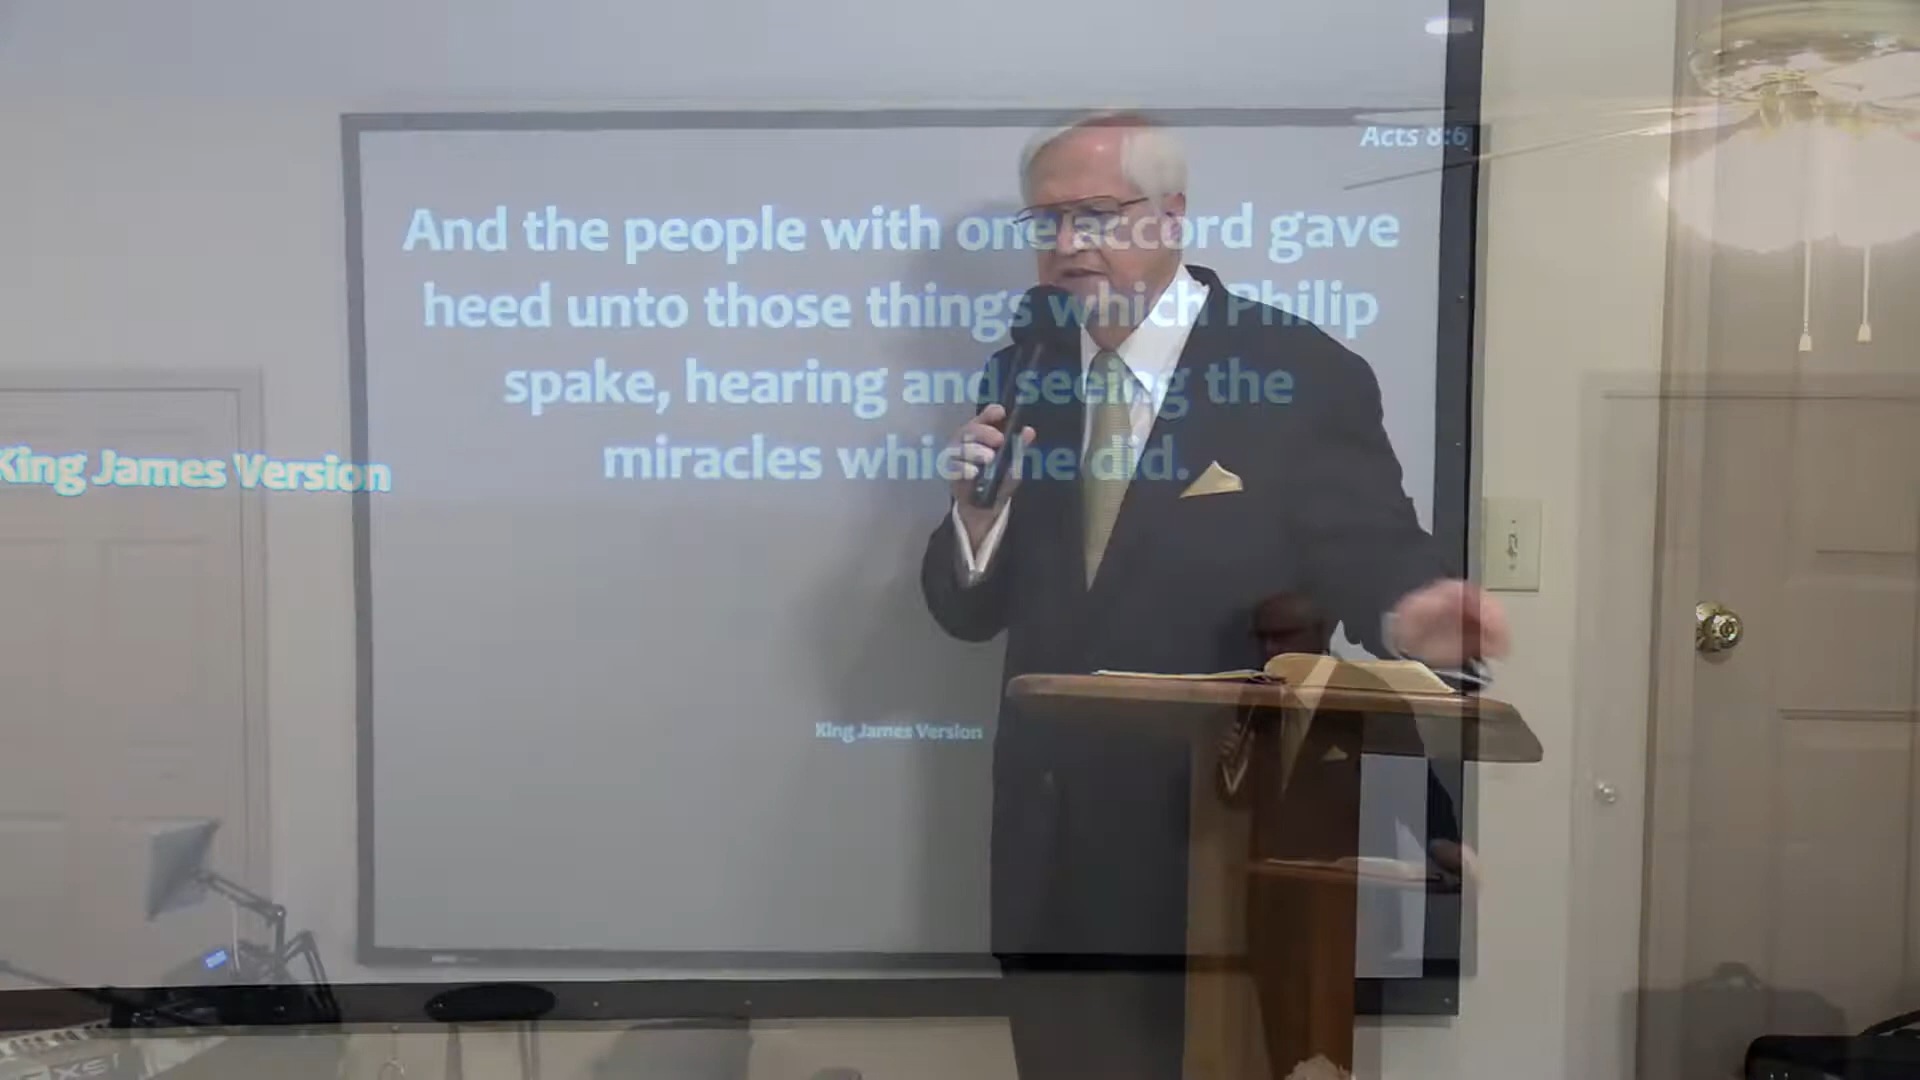 Acts 8:6
And the people with one accord gave
heed unto those things which Philip
spake, hearing and seeing the
miracles which he did.
King James Version
King James Version